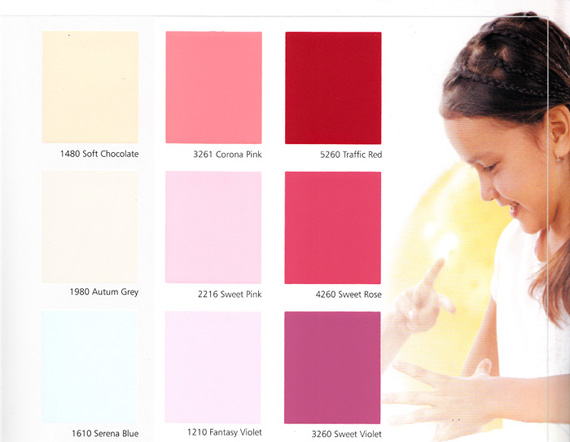 1480 Soft Chocolate
3261 Corona Pink
5260 Traffic Red
1980 Autum Grey
2216 Sweet Pink
4260 Sweet Rose
1610 Serena Blue
1210 Fantasy Violet
3260 Sweet Violet